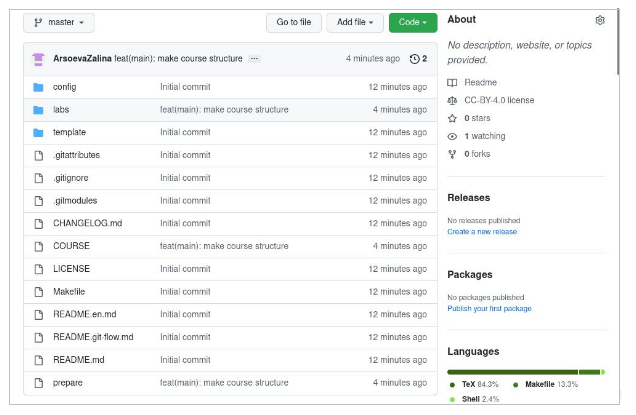 master
Go to file
Add file
Code
ArsoevaZalina feat(main): make course structure ... 4 minutes ago 2
config Initial commit 12 minutes ago
labs feat(main): make course structure 4 minutes ago
template Initial commit 12 minutes ago
.gitattributes Initial commit 12 minutes ago
.gitignore Initial commit 12 minutes ago
.gitmodules Initial commit 12 minutes ago
CHANGELOG.md Initial commit 12 minutes ago
COURSE feat(main): make course structure 4 minutes ago
LICENSE Initial commit 12 minutes ago
Makefile Initial commit 12 minutes ago
README.en.md Initial commit 12 minutes ago
README.git-flow.md Initial commit 12 minutes ago
README.md Initial commit 12 minutes ago
prepare feat(main): make course structure 4 minutes ago
About
No description, website, or topics
provided.
Readme
CC-BY-4.0 license
0 stars
1 watching
0 forks
Releases
No releases published
Create a new release
Packages
No packages published
Publish your first package
Languages
TeX 84.3% Makefile 13.3%
Shell 2.4%